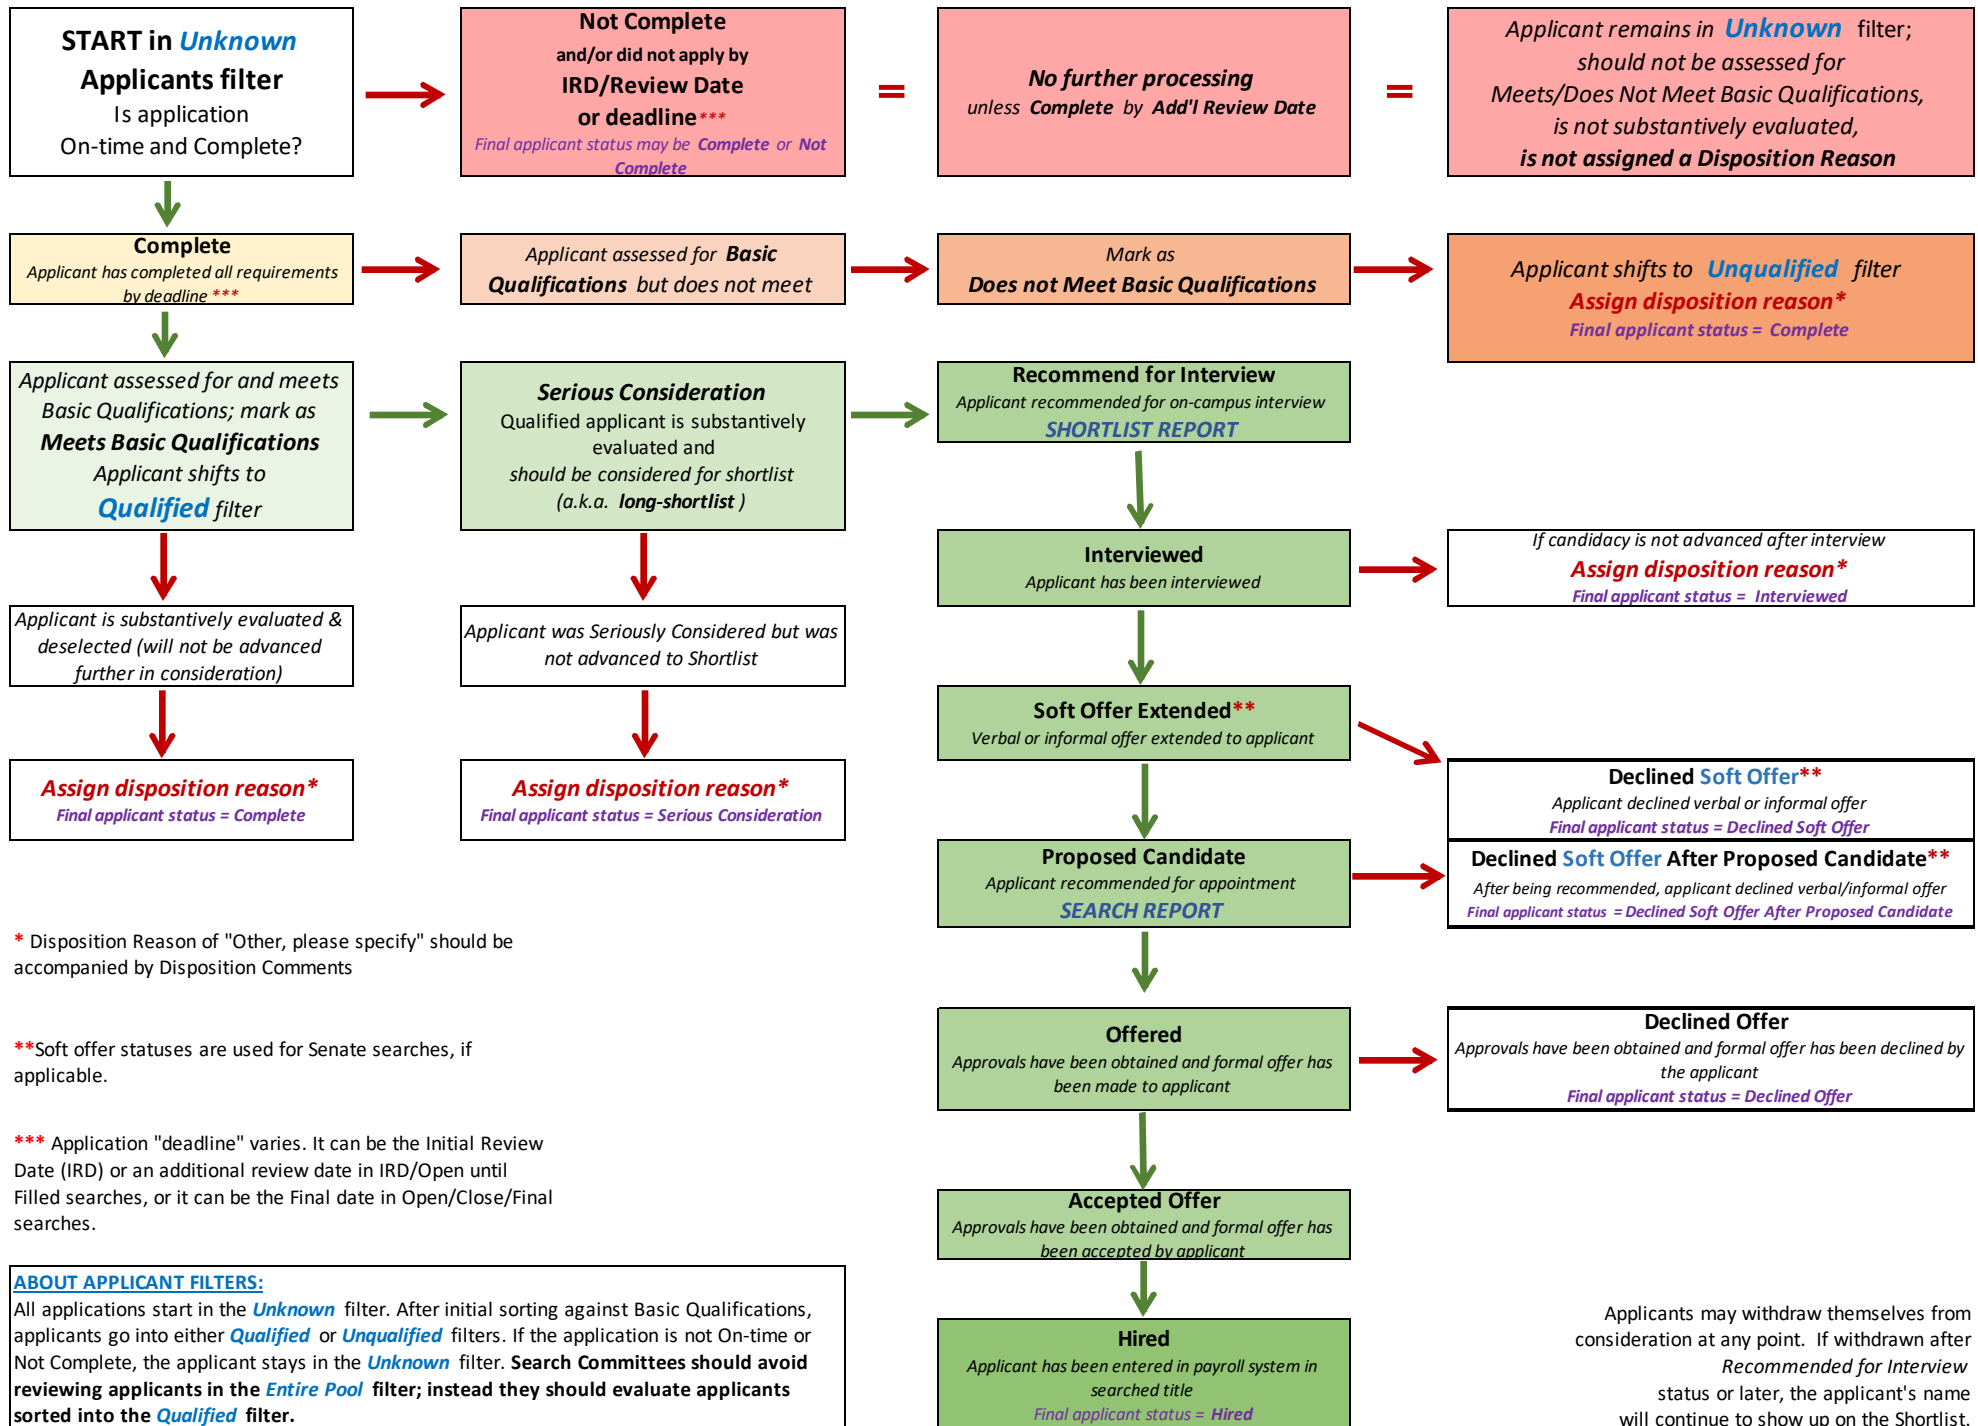 START in Unknown
Applicants filter
Is application
On-time and Complete?
Not Complete
and/or did not apply by
IRD/Review Date
or deadline***
Final applicant status may be Complete or Not
Complete
=
No further processing
unless Complete by Add'l Review Date
=
Applicant remains in Unknown filter;
should not be assessed for
Meets/Does Not Meet Basic Qualifications,
is not substantively evaluated,
is not assigned a Disposition Reason
Complete
Applicant has completed all requirements
by deadline ***
Applicant assessed for Basic
Qualifications but does not meet
Mark as
Does not Meet Basic Qualifications
Applicant shifts to Unqualified filter
Assign disposition reason*
Final applicant status = Complete
Applicant assessed for and meets
Basic Qualifications; mark as
Meets Basic Qualifications
Applicant shifts to
Qualified filter
Serious Consideration
Qualified applicant is substantively
evaluated and
should be considered for shortlist
(a.k.a. long-shortlist )
Recommend for Interview
Applicant recommended for on-campus interview
SHORTLIST REPORT
Interviewed
Applicant has been interviewed
If candidacy is not advanced after interview
Assign disposition reason*
Final applicant status = Interviewed
Applicant is substantively evaluated &
deselected (will not be advanced
further in consideration)
Applicant was Seriously Considered but was
not advanced to Shortlist
Soft Offer Extended**
Verbal or informal offer extended to applicant
Assign disposition reason*
Final applicant status = Complete
Assign disposition reason*
Final applicant status = Serious Consideration
Declined Soft Offer**
Applicant declined verbal or informal offer
Final applicant status = Declined Soft Offer
Proposed Candidate
Applicant recommended for appointment
SEARCH REPORT
Declined Soft Offer After Proposed Candidate**
After being recommended, applicant declined verbal/informal offer
Final applicant status = Declined Soft Offer After Proposed Candidate
* Disposition Reason of "Other, please specify" should be
accompanied by Disposition Comments
**Soft offer statuses are used for Senate searches, if
applicable.
*** Application "deadline" varies. It can be the Initial Review
Date (IRD) or an additional review date in IRD/Open until
Filled searches, or it can be the Final date in Open/Close/Final
searches.
Offered
Approvals have been obtained and formal offer has
been made to applicant
Declined Offer
Approvals have been obtained and formal offer has been declined by
the applicant
Final applicant status = Declined Offer
Accepted Offer
Approvals have been obtained and formal offer has
been accepted by applicant
ABOUT APPLICANT FILTERS:
All applications start in the Unknown filter. After initial sorting against Basic Qualifications,
applicants go into either Qualified or Unqualified filters. If the application is not On-time or
Not Complete, the applicant stays in the Unknown filter. Search Committees should avoid
reviewing applicants in the Entire Pool filter; instead they should evaluate applicants
sorted into the Qualified filter.
Hired
Applicant has been entered in payroll system in
searched title
Final applicant status = Hired
Applicants may withdraw themselves from
consideration at any point. If withdrawn after
Recommended for Interview
status or later, the applicant's name
will continue to show up on the Shortlist.